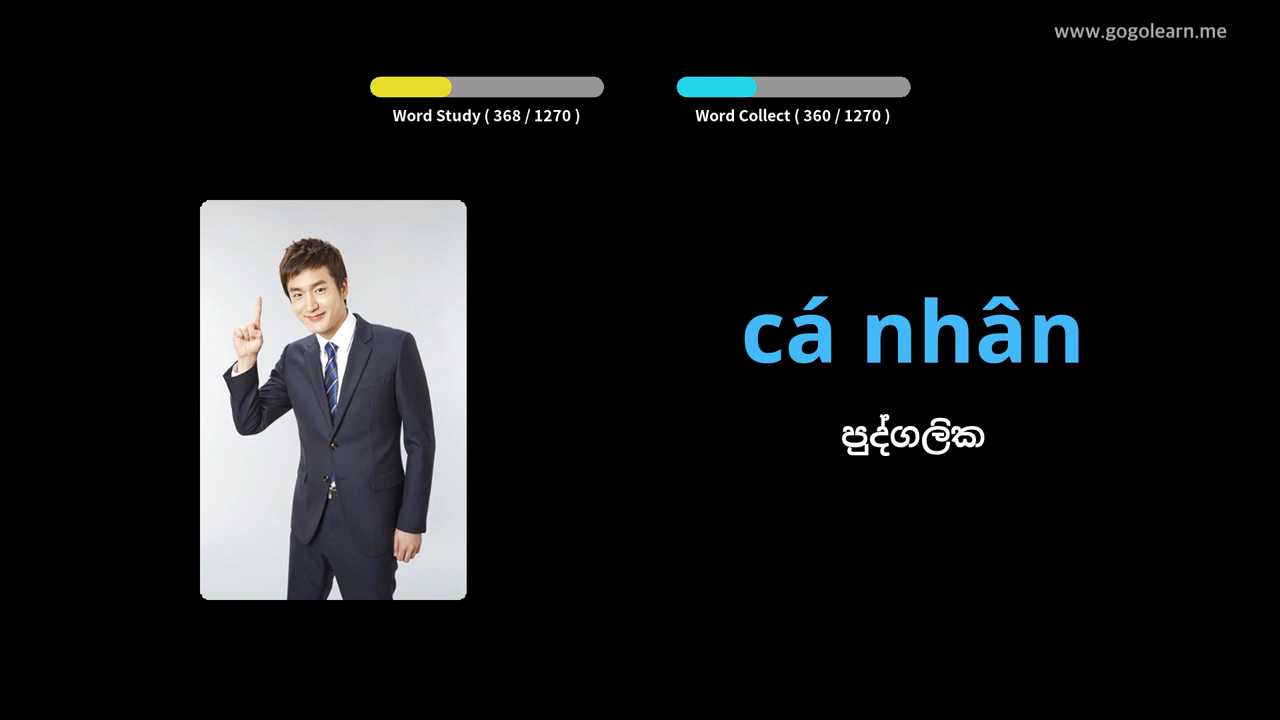 www.gogolearn.me
Word Study ( 368 / 1270 )
Word Collect ( 360 / 1270 )
cá nhân
පුද්ගලික